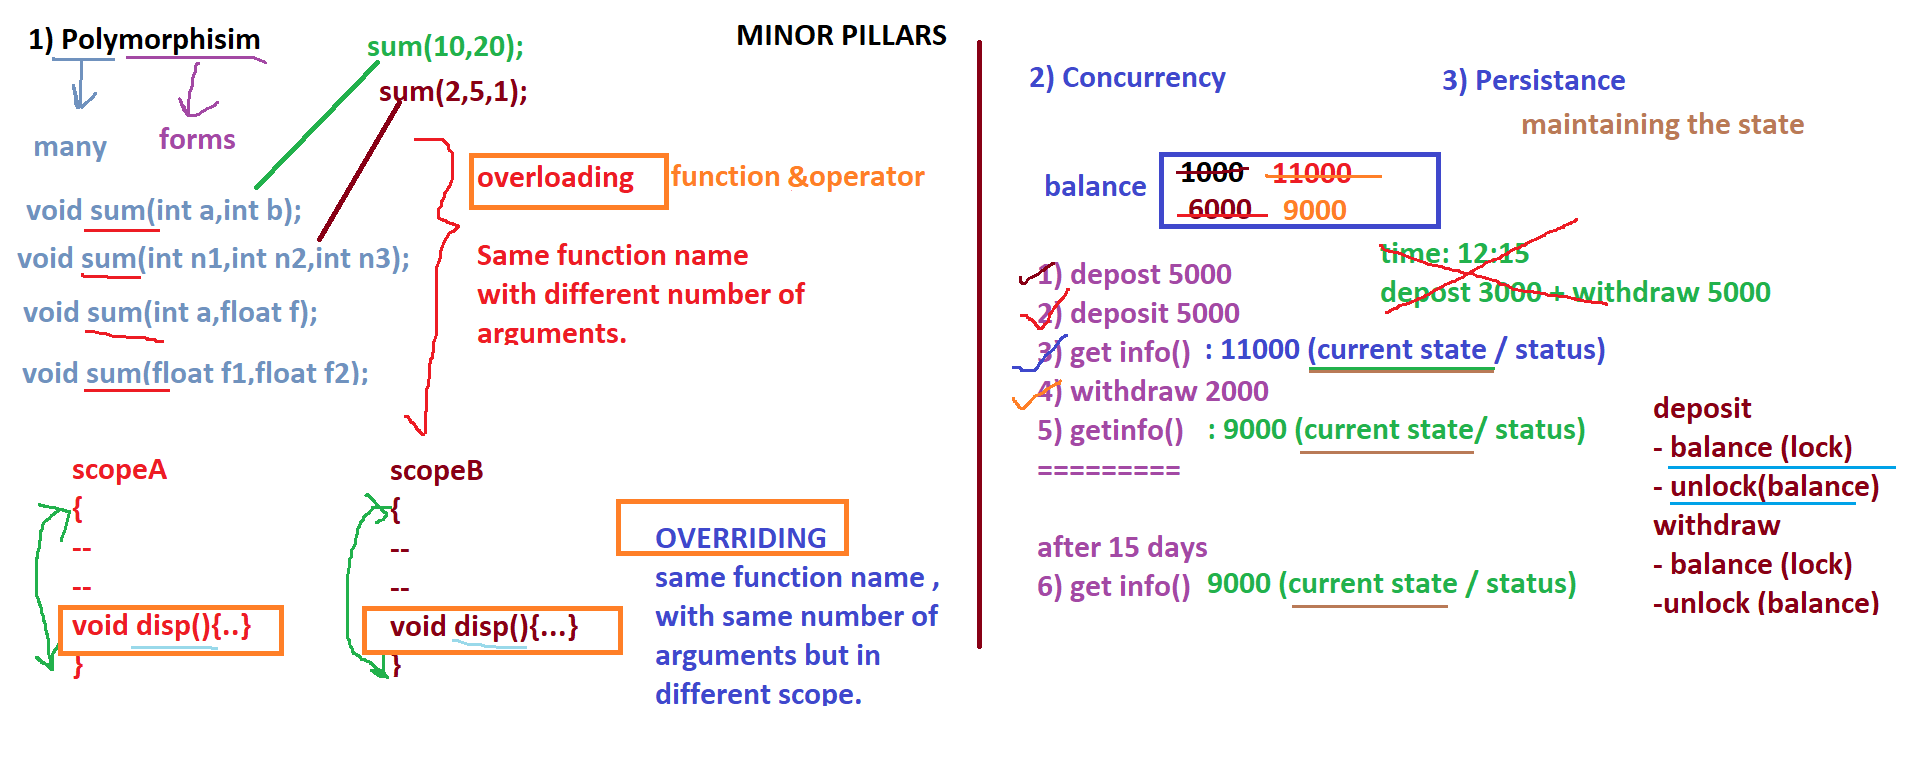 MINOR PILLARS
1) Polymorphisim
many
forms
sum(10,20);
sum(2,5,1);
void sum(int a,int b);
void sum(int n1,int n2,int n3);
void sum(int a,float f);
void sum(float f1,float f2);
overloading function &operator
Same function name
with different number of
arguments.
scopeA
{
--
--
void disp(){..}
}
scopeB
{
--
--
void disp(){...}
}
OVERRIDING
same function name ,
with same number of
arguments but in
different scope.
2) Concurrency
3) Persistance
maintaining the state
balance
1000 11000
6000 9000
time: 12:15
depost 3000 + withdraw 5000
1) depost 5000
2) deposit 5000
3) get info() : 11000 (current state / status)
4) withdraw 2000
5) getinfo() : 9000 (current state/ status)
=========
after 15 days
6) get info() 9000 (current state / status)
deposit
- balance (lock)
- unlock(balance)
withdraw
- balance (lock)
-unlock (balance)